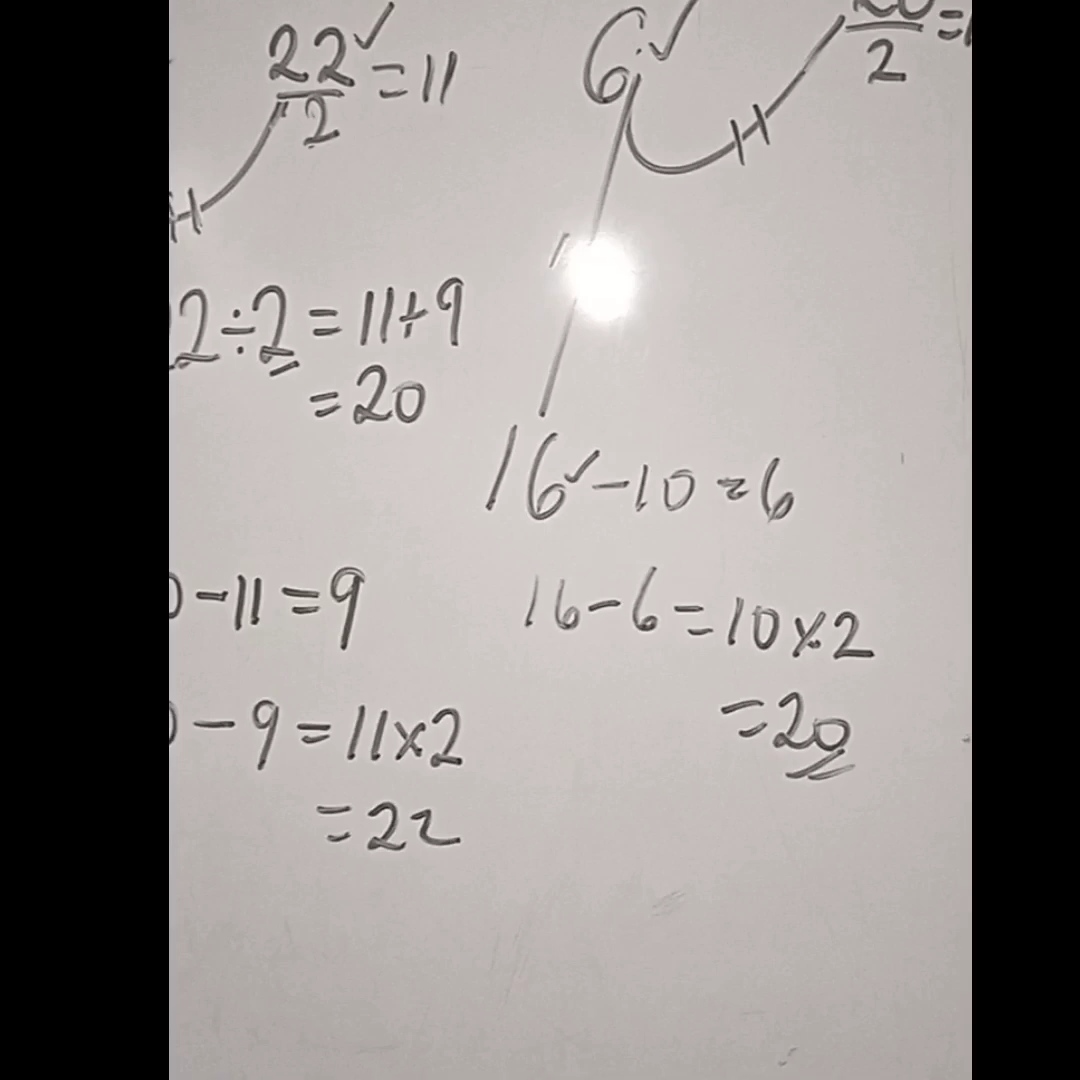 22
/2 = 11
2 ÷ 2 = 11 + 9
= 20
- 11 = 9
- 9 = 11 x 2
= 22
6
/2 =
16 - 10 = 6
16 - 6 = 10 x 2
= 20